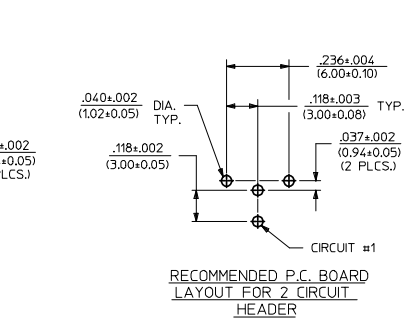 .236±.004
(6.00±0.10)
.040±.002 DIA.
(1.02±0.05) TYP.
.118±.003 TYP.
(3.00±0.08)
.118±.002
(3.00±0.05)
.037±.002
(0.94±0.05)
(2 PLCS.)
CIRCUIT #1
RECOMMENDED P.C. BOARD
LAYOUT FOR 2 CIRCUIT
HEADER